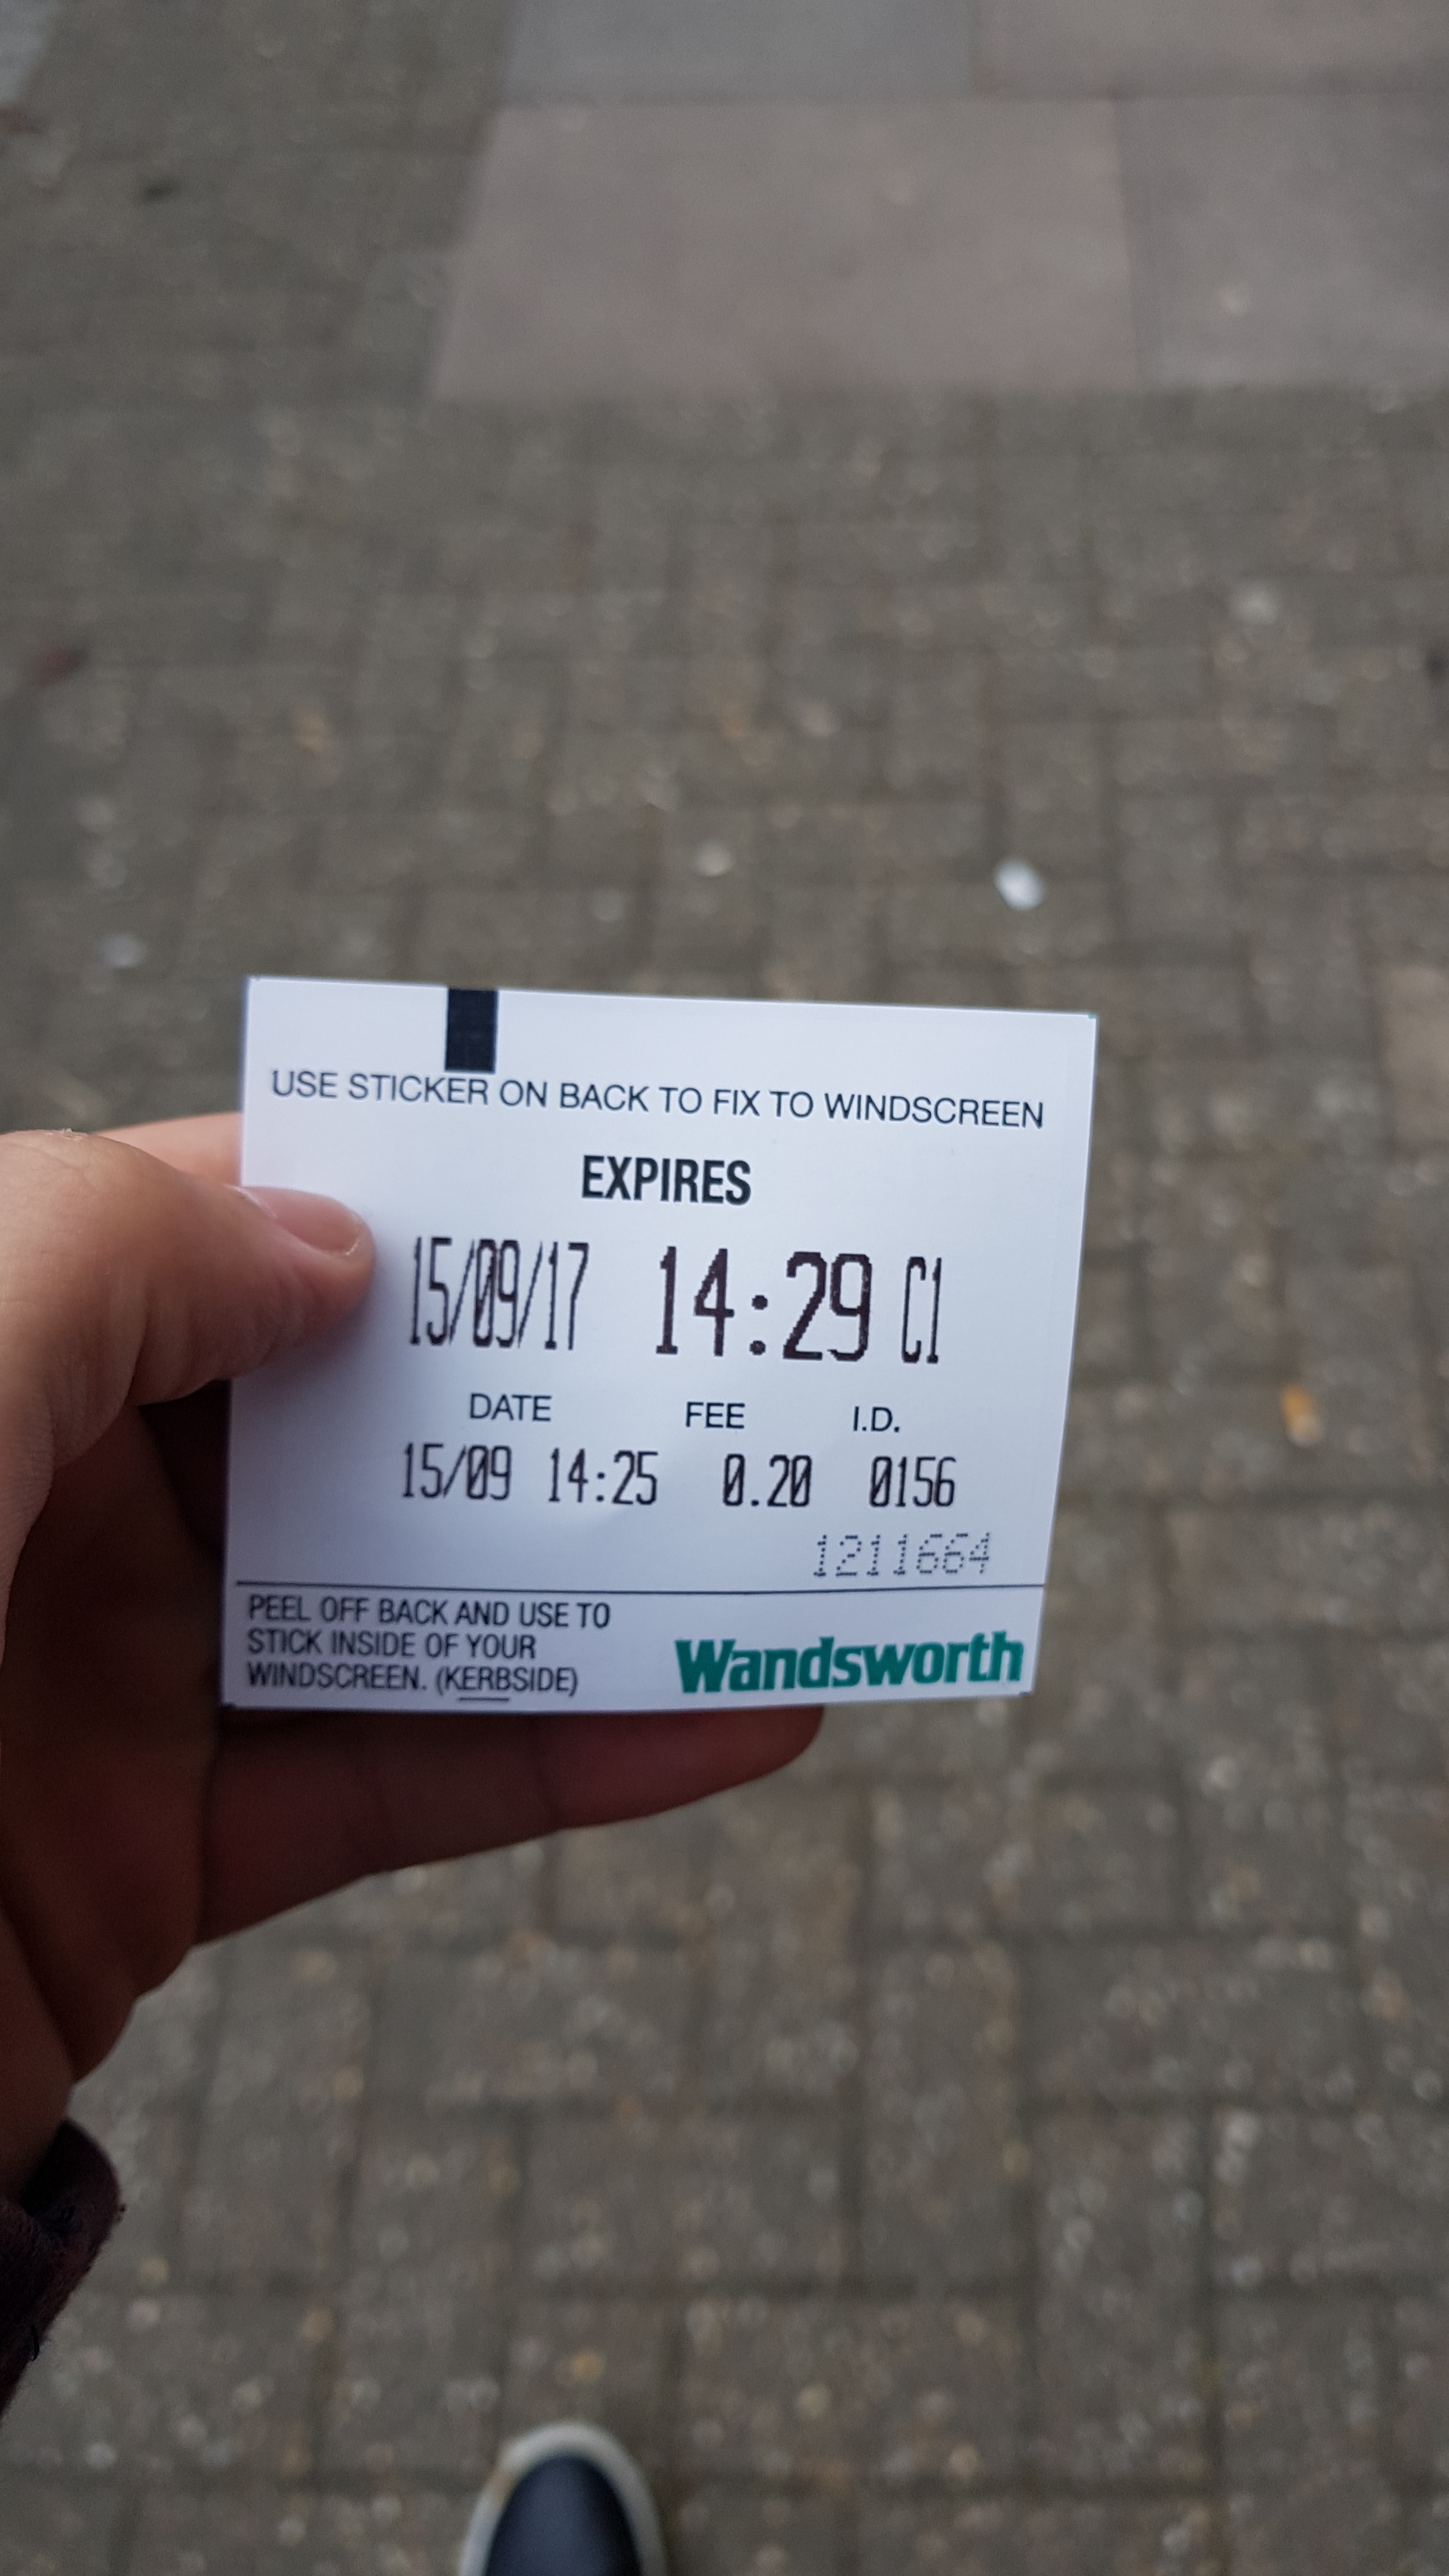 USE STICKER ON BACK TO FIX TO WINDSCREEN
EXPIRES
15/09/17 14:29 C1
DATE FEE I.D.
15/09 14:25 0.20 0156
1211664
PEEL OFF BACK AND USE TO
STICK INSIDE OF YOUR
WINDSCREEN. (KERBSIDE)
Wandsworth